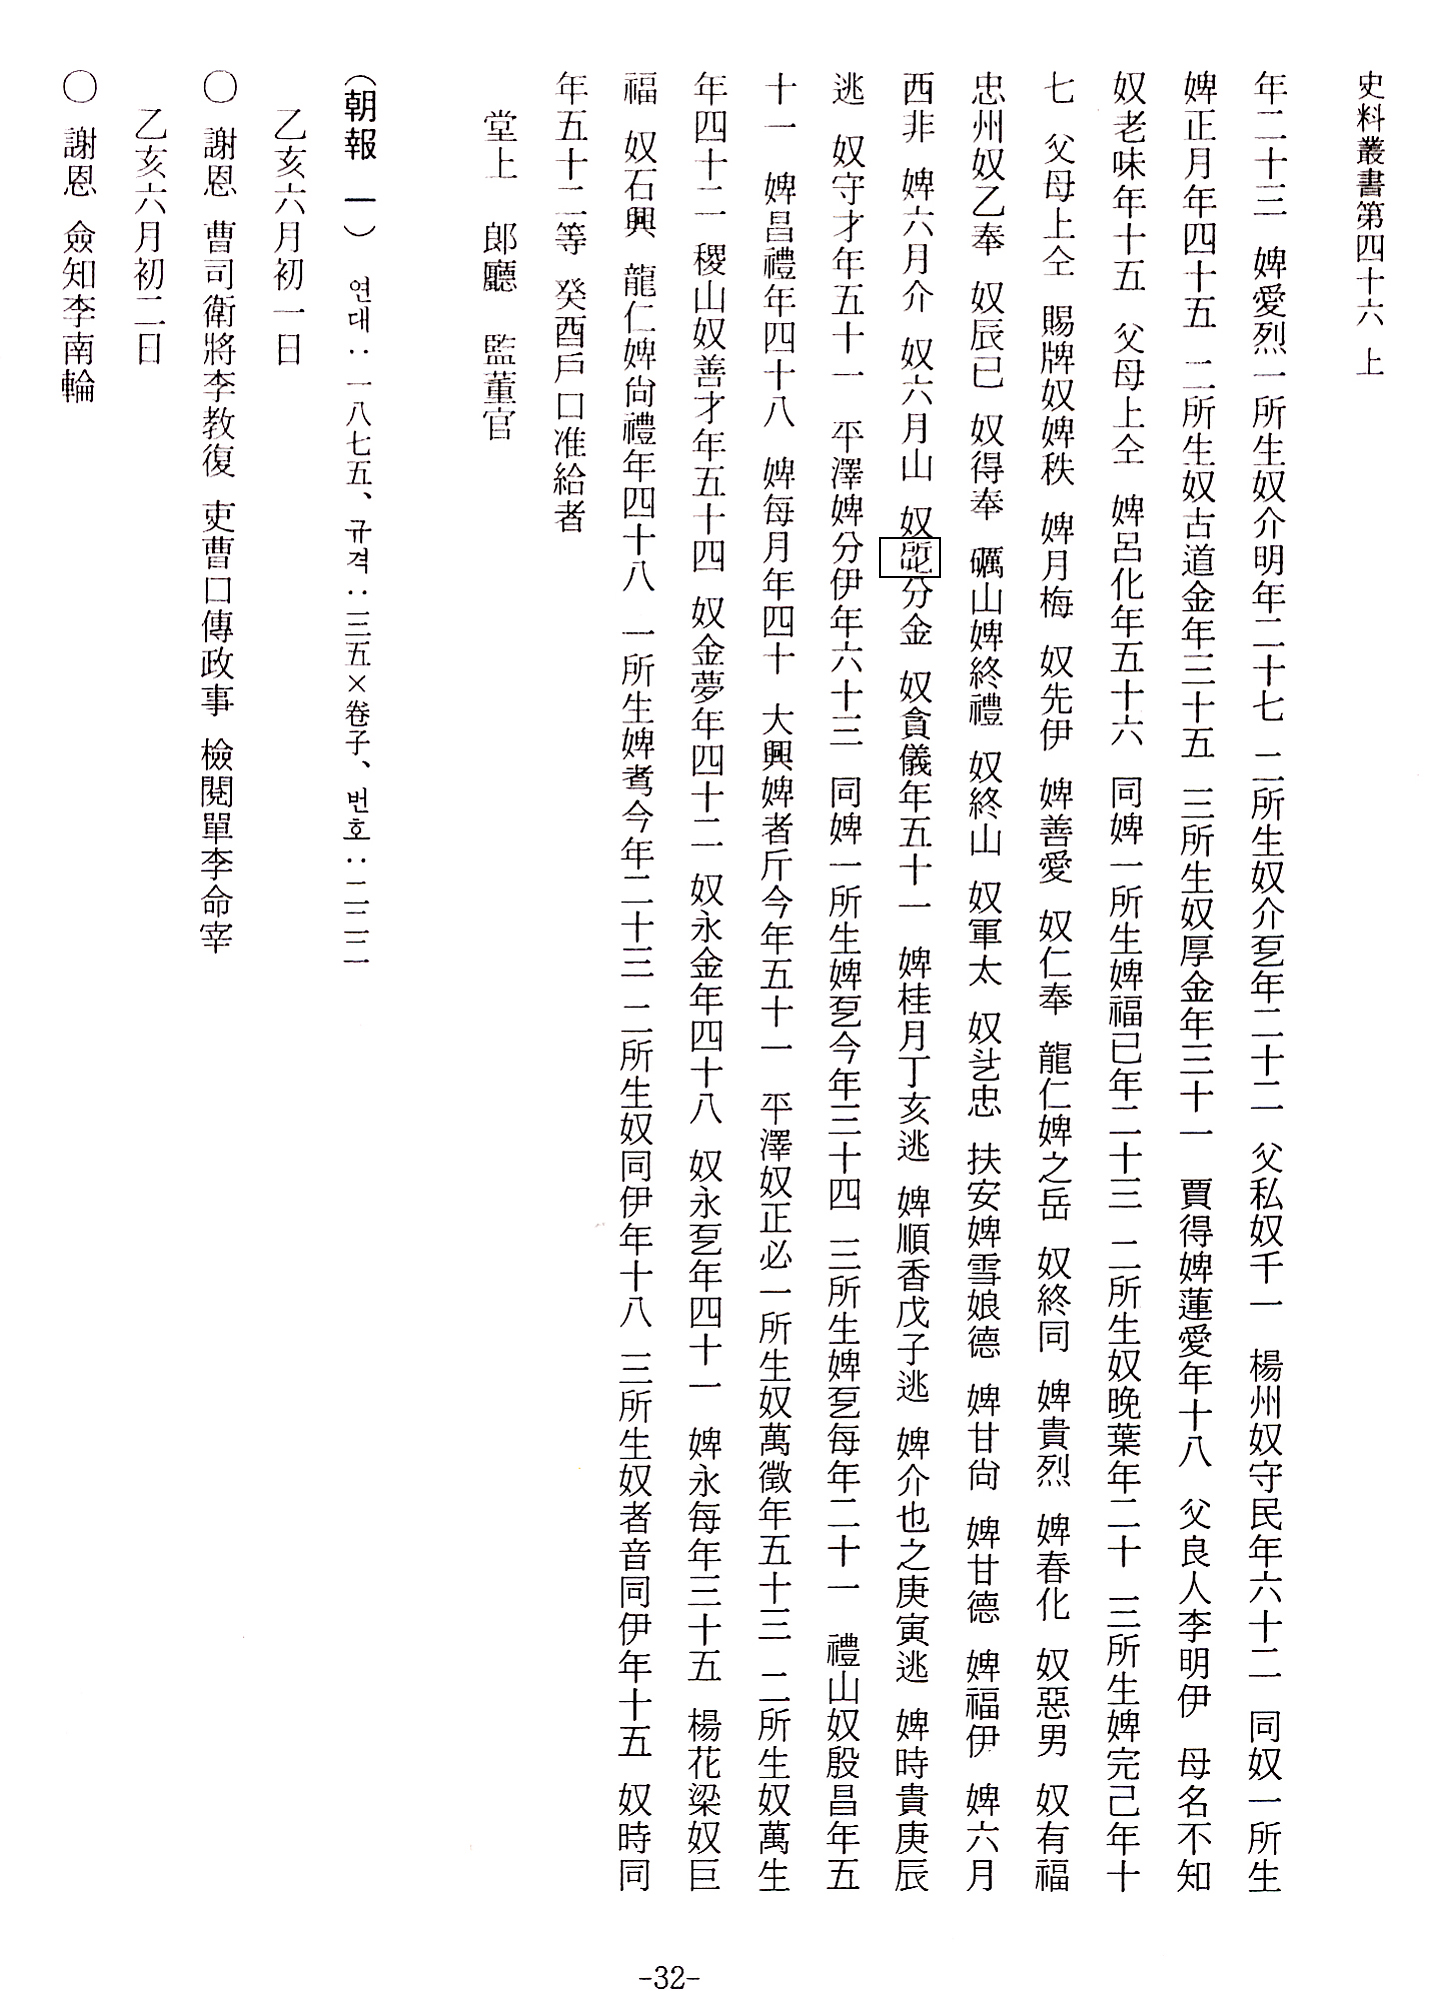 史料叢書第四十六 上
年二十三 婢愛烈一所生奴介明年二十七 二所生奴介乭年二十二 父私奴千一 楊州奴守民年六十二 同奴一所生
婢正月年四十五 二所生奴古道金年三十五 三所生奴厚金年三十一 賈得婢蓮愛年十八 父良人李明伊 母名不知
奴老味年十五 父母上仝 婢呂化年五十六 同婢一所生婢福已年二十三 二所生奴晚葉年二十 三所生婢完己年十
七 父母上仝 賜牌奴婢秩 婢月梅 奴先伊 婢善愛 奴仁奉 龍仁婢之岳 奴終同 婢貴烈 婢春化 奴惡男 奴有福
忠州奴乙奉 奴辰已 奴得奉 礪山婢終禮 奴終山 奴軍太 奴忠 扶安婢雪娘德 婢甘尙 婢甘德 婢福伊 婢六月
西非 婢六月介 奴六月山 奴分金 奴貪儀年五十一 婢桂月丁亥逃 婢順香戊子逃 婢介也之庚寅逃 婢時貴庚辰
逃 奴守才年五十一 平澤婢分伊年六十三 同婢一所生婢乭今年三十四 三所生婢乭每年二十一 禮山奴殷昌年五
十一 婢昌禮年四十八 婢每月年四十 大興婢者斤今年五十一 平澤奴正必一所生奴萬徵年五十三 二所生奴萬生
年四十二 稷山奴善才年五十四 奴金夢年四十二 奴永金年四十八 奴永乭年四十一 婢永每年三十五 楊花梁奴巨
福 奴石興 龍仁婢尙禮年四十八 一所生婢耉今年二十三 二所生奴同伊年十八 三所生奴者音同伊年十五 奴時同
年五十二等 癸酉戶口准給者
堂上 郞廳 監董官
(朝報 一) 연대：一八七五、규격：三五×卷子、번호：二二二
乙亥六月初一日
○ 謝恩 曹司衛將李教復 吏曹口傳政事 檢閱單李命宰
乙亥六月初二日
○ 謝恩 僉知李南輪
-32-